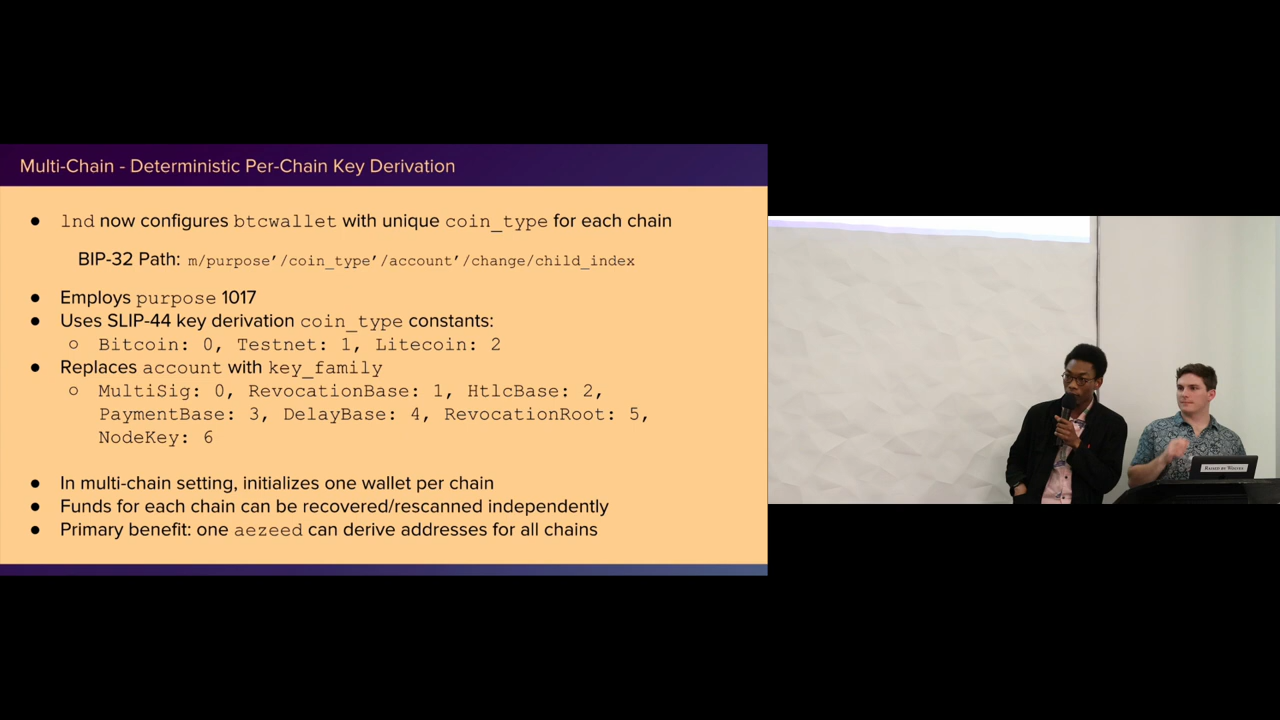 Multi-Chain - Deterministic Per-Chain Key Derivation
● lnd now configures btcwallet with unique coin_type for each chain
BIP-32 Path: m/purpose’/coin_type’/account’/change/child_index
● Employs purpose 1017
● Uses SLIP-44 key derivation coin_type constants:
○ Bitcoin: 0, Testnet: 1, Litecoin: 2
● Replaces account with key_family
○ MultiSig: 0, RevocationBase: 1, HtlcBase: 2,
PaymentBase: 3, DelayBase: 4, RevocationRoot: 5,
NodeKey: 6
● In multi-chain setting, initializes one wallet per chain
● Funds for each chain can be recovered/rescanned independently
● Primary benefit: one aezeed can derive addresses for all chains